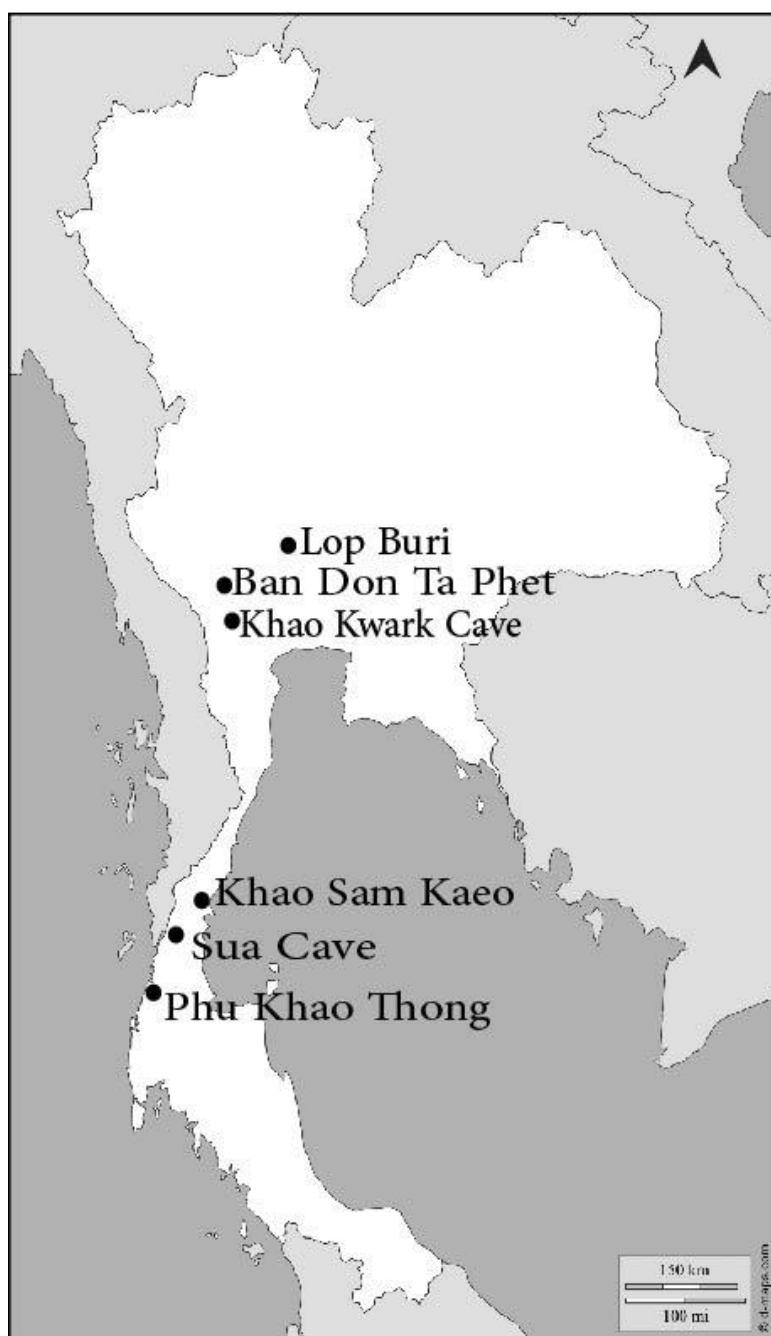 Lop Buri
Ban Don Ta Phet
Khao Kwark Cave
Khao Sam Kaeo
Sua Cave
Phu Khao Thong
150 km
100 mi
© d-maps.com